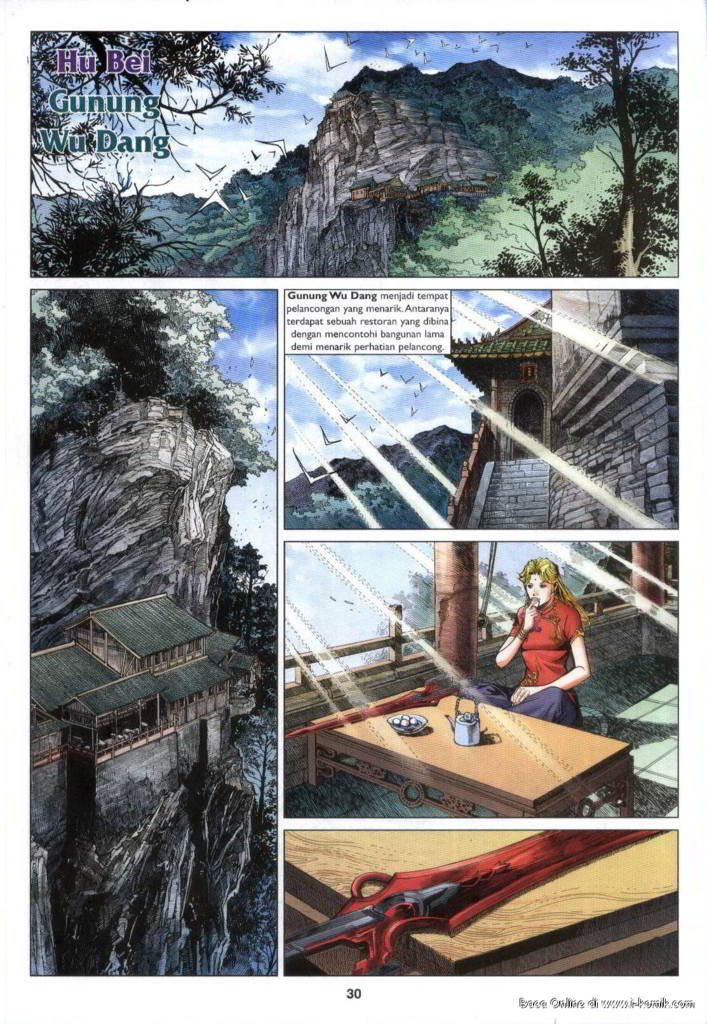 Hu Bei
Gunung
Wu Dang
Gunung Wu Dang menjadi tempat
pelancongan yang menarik. Antaranya
terdapat sebuah restoran yang dibina
dengan mencontohi bangunan lama
demi menarik perhatian pelancong.
30
Baca Online di www.i-komik.com